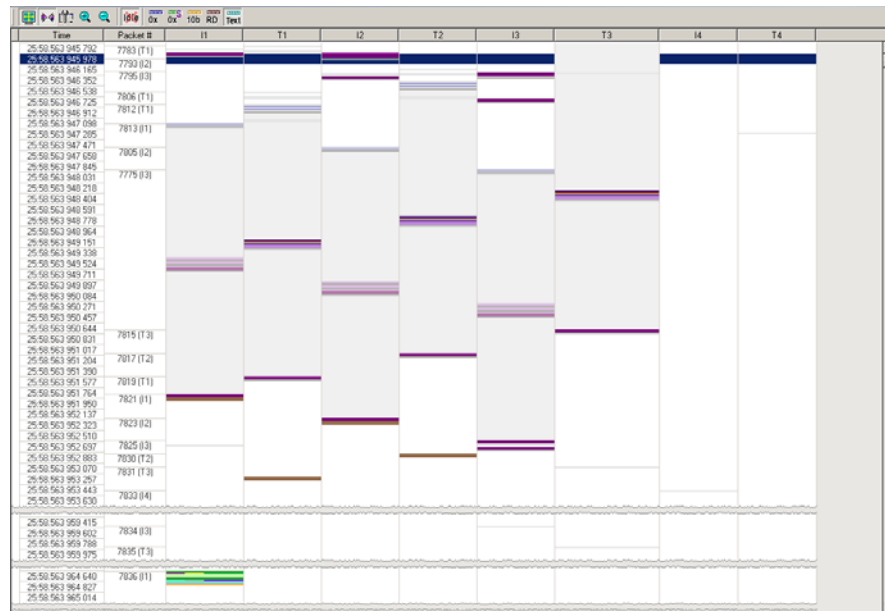 0x 0x^S 10b RD Text
Time Packet # I1 T1 I2 T2 I3 T3 I4 T4
25:58.563 945 792 7783 (T1)
25:58.563 945 978 7793 (I2)
25:58.563 946 165 7795 (I3)
25:58.563 946 352
25:58.563 946 538 7806 (T1)
25:58.563 946 725 7812 (T1)
25:58.563 946 912
25:58.563 947 098 7813 (I1)
25:58.563 947 285
25:58.563 947 471 7805 (I2)
25:58.563 947 658
25:58.563 947 845 7775 (I3)
25:58.563 948 031
25:58.563 948 218
25:58.563 948 404
25:58.563 948 591
25:58.563 948 778
25:58.563 948 964
25:58.563 949 151
25:58.563 949 338
25:58.563 949 524
25:58.563 949 711
25:58.563 949 897
25:58.563 950 084
25:58.563 950 271
25:58.563 950 457
25:58.563 950 644 7815 (T3)
25:58.563 950 831
25:58.563 951 017 7817 (T2)
25:58.563 951 204
25:58.563 951 390 7819 (T1)
25:58.563 951 577
25:58.563 951 764 7821 (I1)
25:58.563 951 950
25:58.563 952 137 7823 (I2)
25:58.563 952 323
25:58.563 952 510 7825 (I3)
25:58.563 952 697
25:58.563 952 883 7830 (T2)
25:58.563 953 070 7831 (T3)
25:58.563 953 257
25:58.563 953 443 7833 (I4)
25:58.563 953 630
25:58.563 959 415 7834 (I3)
25:58.563 959 602
25:58.563 959 788 7835 (T3)
25:58.563 959 975
25:58.563 964 640 7836 (I1)
25:58.563 964 827
25:58.563 965 014